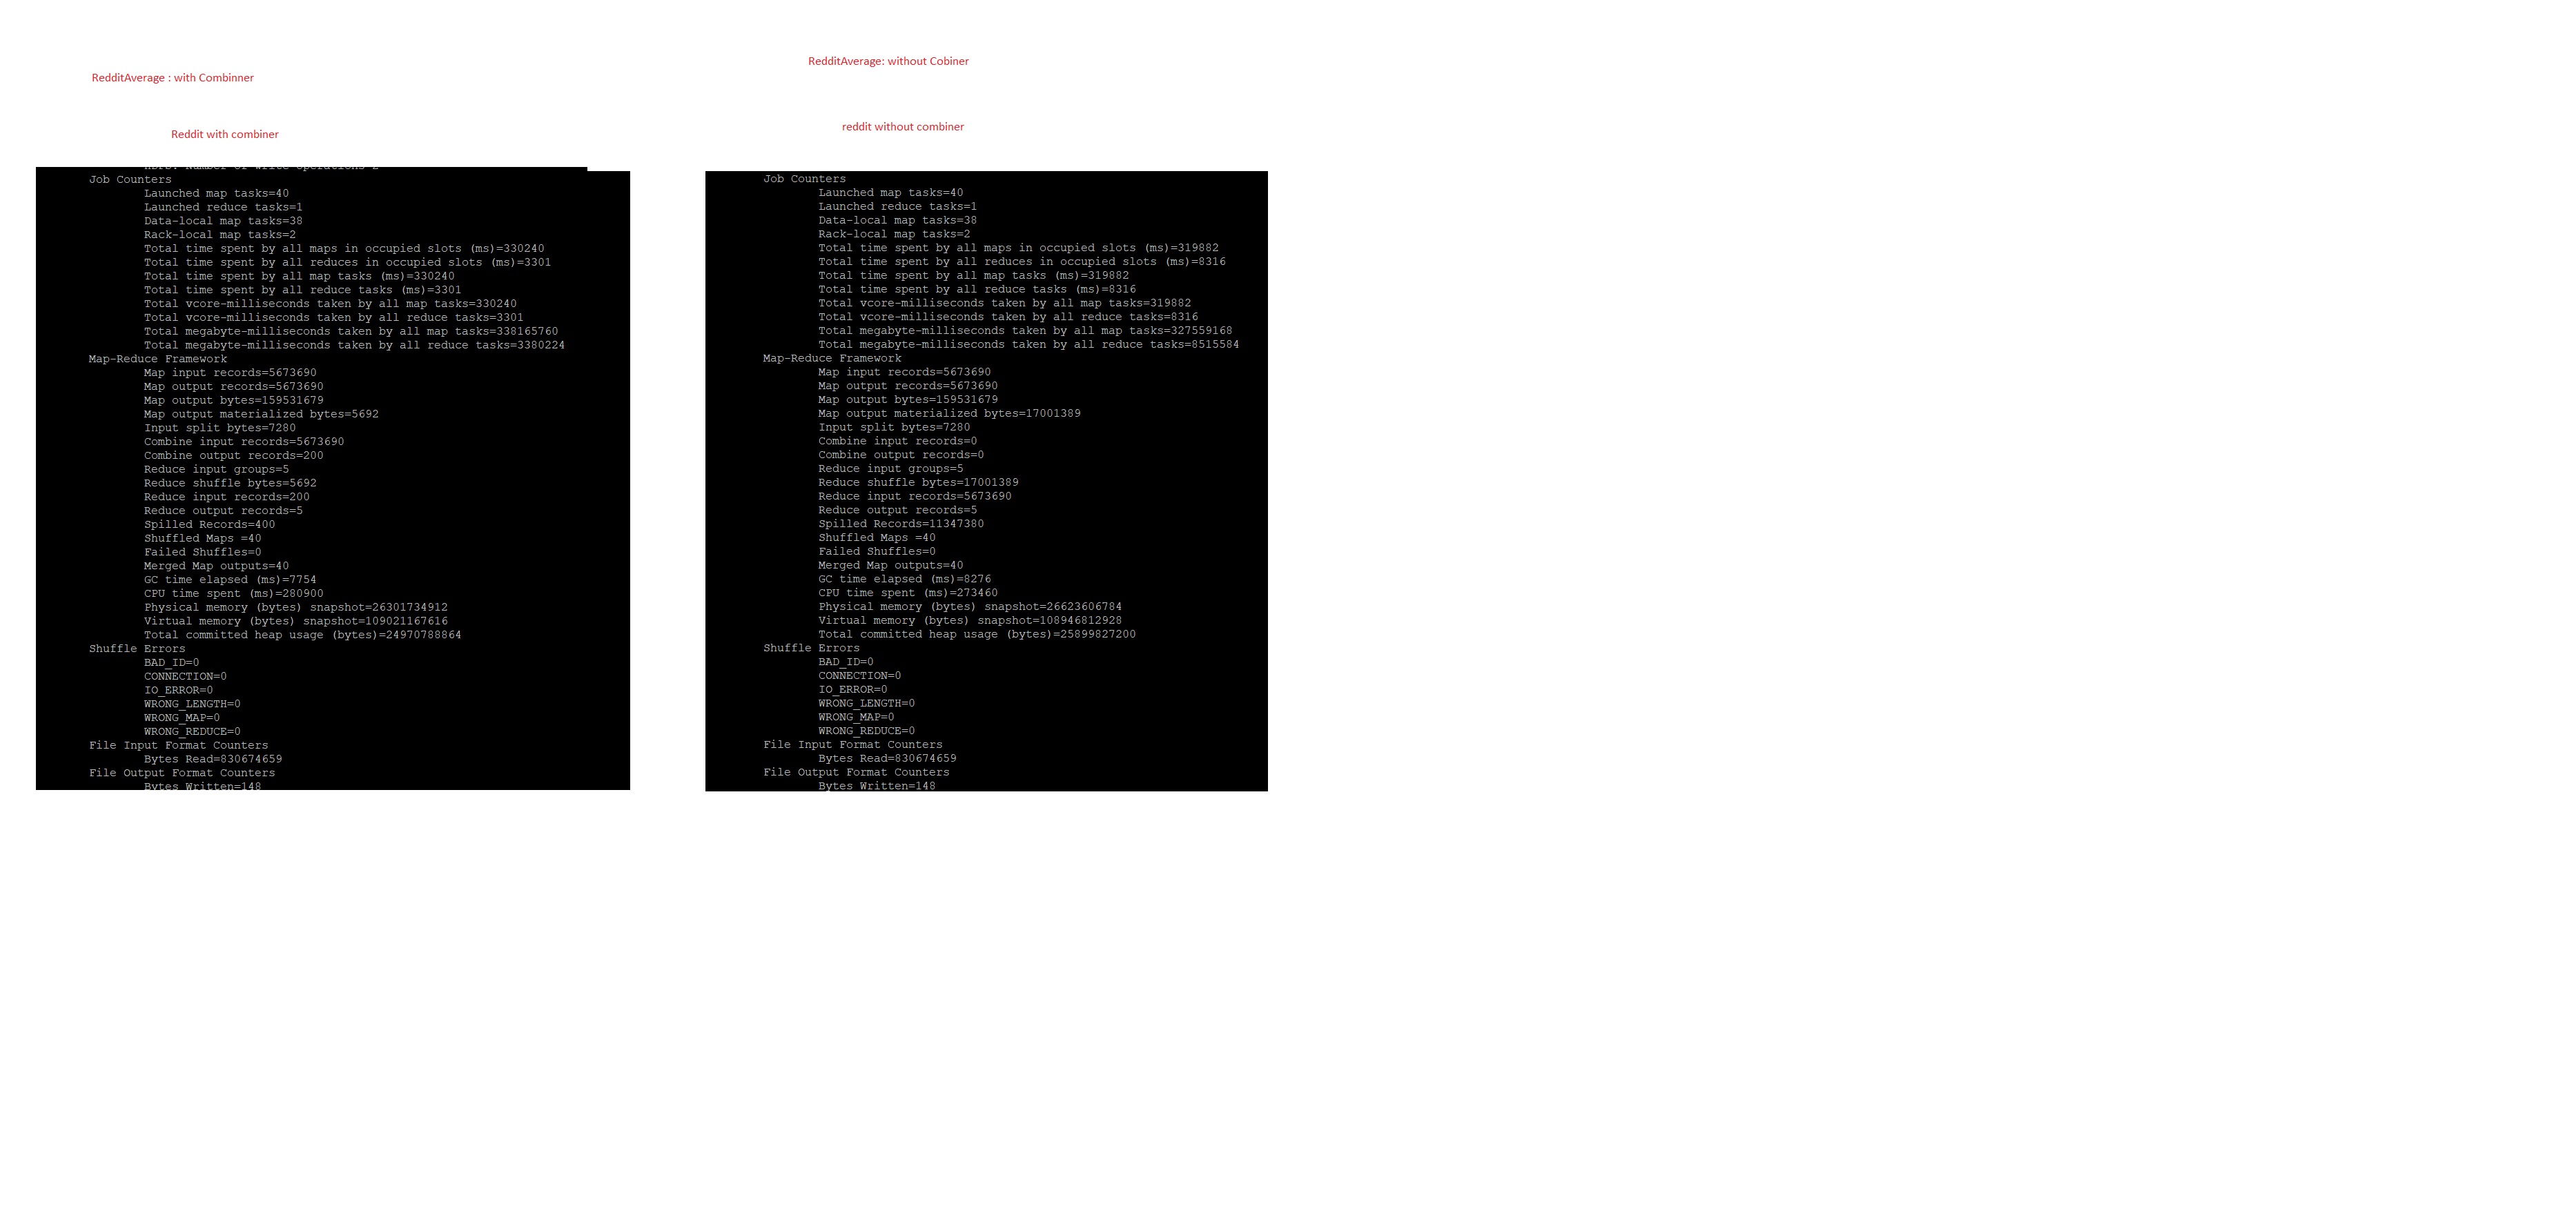 RedditAverage : with Combinner
Reddit with combiner
HDFS: Number of write operations=2
Job Counters
Launched map tasks=40
Launched reduce tasks=1
Data-local map tasks=38
Rack-local map tasks=2
Total time spent by all maps in occupied slots (ms)=330240
Total time spent by all reduces in occupied slots (ms)=3301
Total time spent by all map tasks (ms)=330240
Total time spent by all reduce tasks (ms)=3301
Total vcore-milliseconds taken by all map tasks=330240
Total vcore-milliseconds taken by all reduce tasks=3301
Total megabyte-milliseconds taken by all map tasks=338165760
Total megabyte-milliseconds taken by all reduce tasks=3380224
Map-Reduce Framework
Map input records=5673690
Map output records=5673690
Map output bytes=159531679
Map output materialized bytes=5692
Input split bytes=7280
Combine input records=5673690
Combine output records=200
Reduce input groups=5
Reduce shuffle bytes=5692
Reduce input records=200
Reduce output records=5
Spilled Records=400
Shuffled Maps =40
Failed Shuffles=0
Merged Map outputs=40
GC time elapsed (ms)=7754
CPU time spent (ms)=280900
Physical memory (bytes) snapshot=26301734912
Virtual memory (bytes) snapshot=109021167616
Total committed heap usage (bytes)=24970788864
Shuffle Errors
BAD_ID=0
CONNECTION=0
IO_ERROR=0
WRONG_LENGTH=0
WRONG_MAP=0
WRONG_REDUCE=0
File Input Format Counters
Bytes Read=830674659
File Output Format Counters
Bytes Written=148
RedditAverage: without Cobiner
reddit without combiner
Job Counters
Launched map tasks=40
Launched reduce tasks=1
Data-local map tasks=38
Rack-local map tasks=2
Total time spent by all maps in occupied slots (ms)=319882
Total time spent by all reduces in occupied slots (ms)=8316
Total time spent by all map tasks (ms)=319882
Total time spent by all reduce tasks (ms)=8316
Total vcore-milliseconds taken by all map tasks=319882
Total vcore-milliseconds taken by all reduce tasks=8316
Total megabyte-milliseconds taken by all map tasks=327559168
Total megabyte-milliseconds taken by all reduce tasks=8515584
Map-Reduce Framework
Map input records=5673690
Map output records=5673690
Map output bytes=159531679
Map output materialized bytes=17001389
Input split bytes=7280
Combine input records=0
Combine output records=0
Reduce input groups=5
Reduce shuffle bytes=17001389
Reduce input records=5673690
Reduce output records=5
Spilled Records=11347380
Shuffled Maps =40
Failed Shuffles=0
Merged Map outputs=40
GC time elapsed (ms)=8276
CPU time spent (ms)=273460
Physical memory (bytes) snapshot=26623606784
Virtual memory (bytes) snapshot=108946812928
Total committed heap usage (bytes)=25899827200
Shuffle Errors
BAD_ID=0
CONNECTION=0
IO_ERROR=0
WRONG_LENGTH=0
WRONG_MAP=0
WRONG_REDUCE=0
File Input Format Counters
Bytes Read=830674659
File Output Format Counters
Bytes Written=148